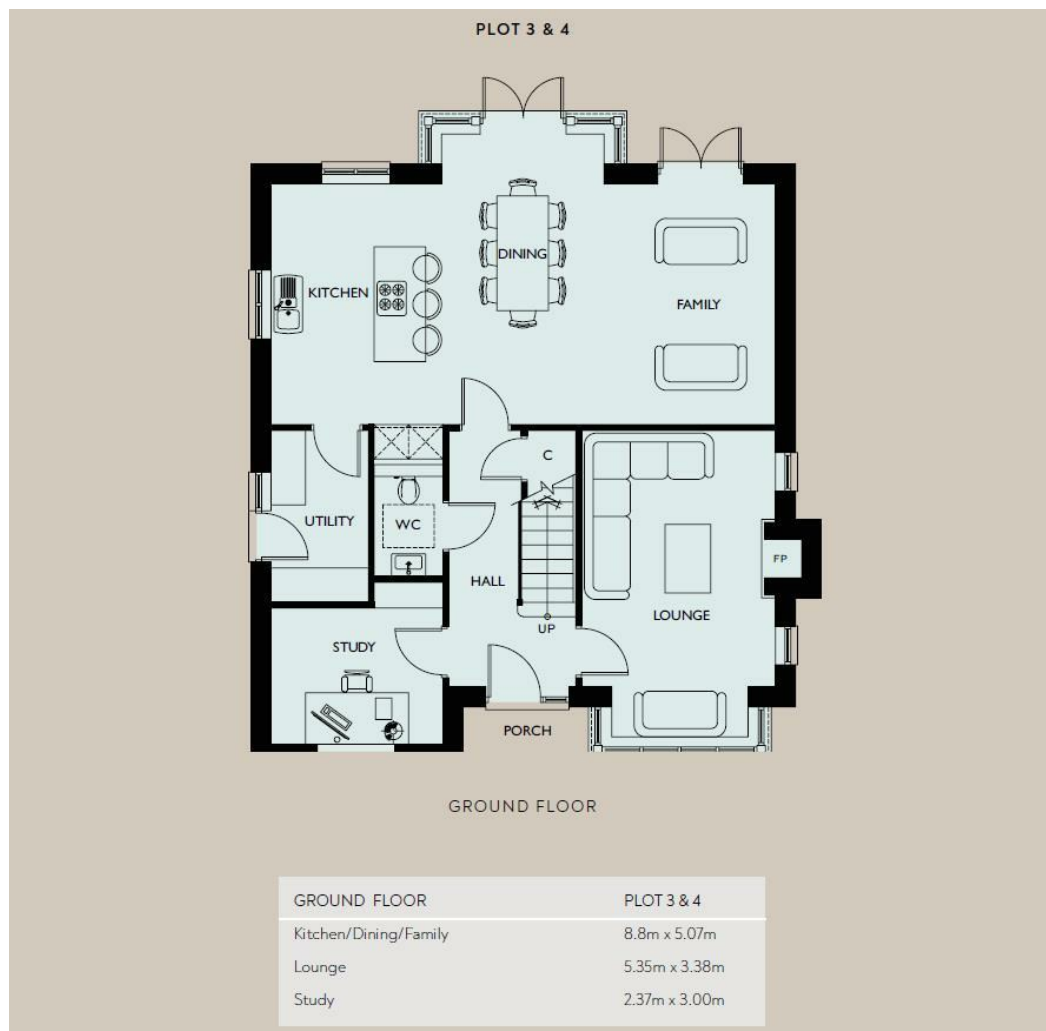 PLOT 3 & 4
DINING
KITCHEN
FAMILY
C
UTILITY
WC
FP
HALL
LOUNGE
UP
STUDY
PORCH
GROUND FLOOR
GROUND FLOOR PLOT 3 & 4
Kitchen/Dining/Family 8.8m x 5.07m
Lounge 5.35m x 3.38m
Study 2.37m x 3.00m